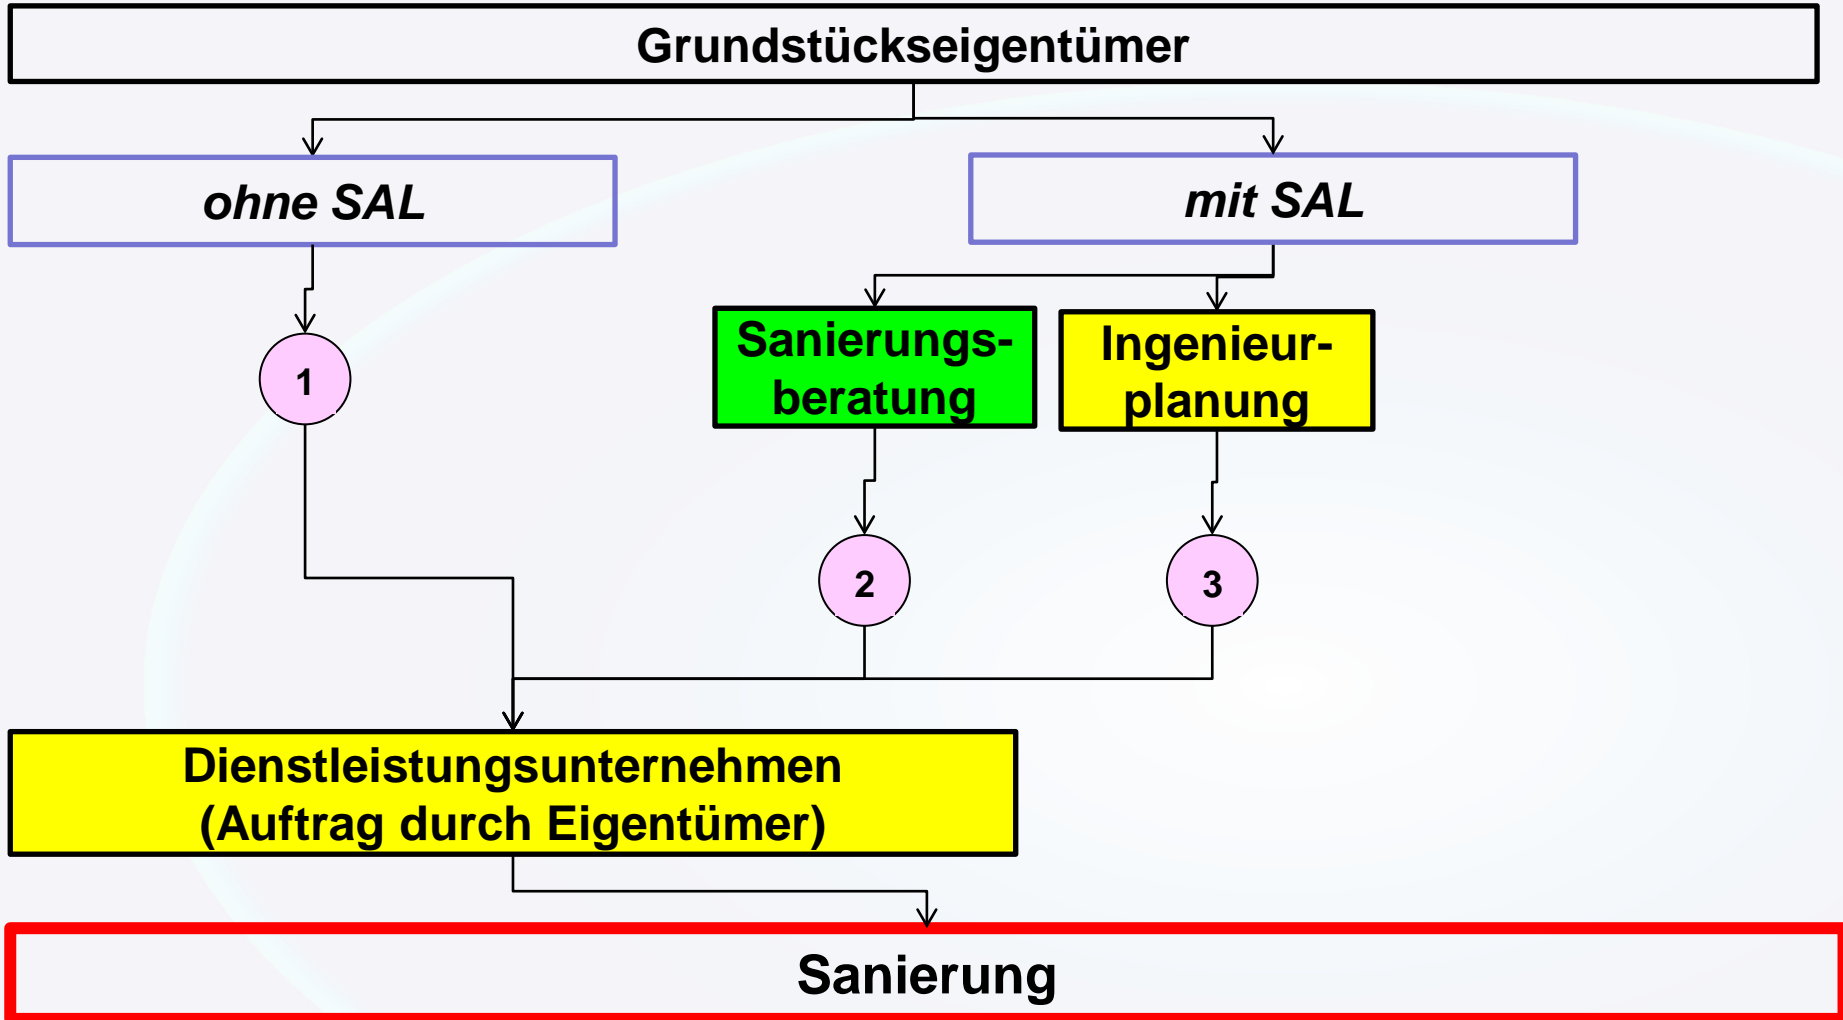 Grundstückseigentümer
ohne SAL
mit SAL
Sanierungs-
beratung
Ingenieur-
planung
1
2
3
Dienstleistungsunternehmen
(Auftrag durch Eigentümer)
Sanierung